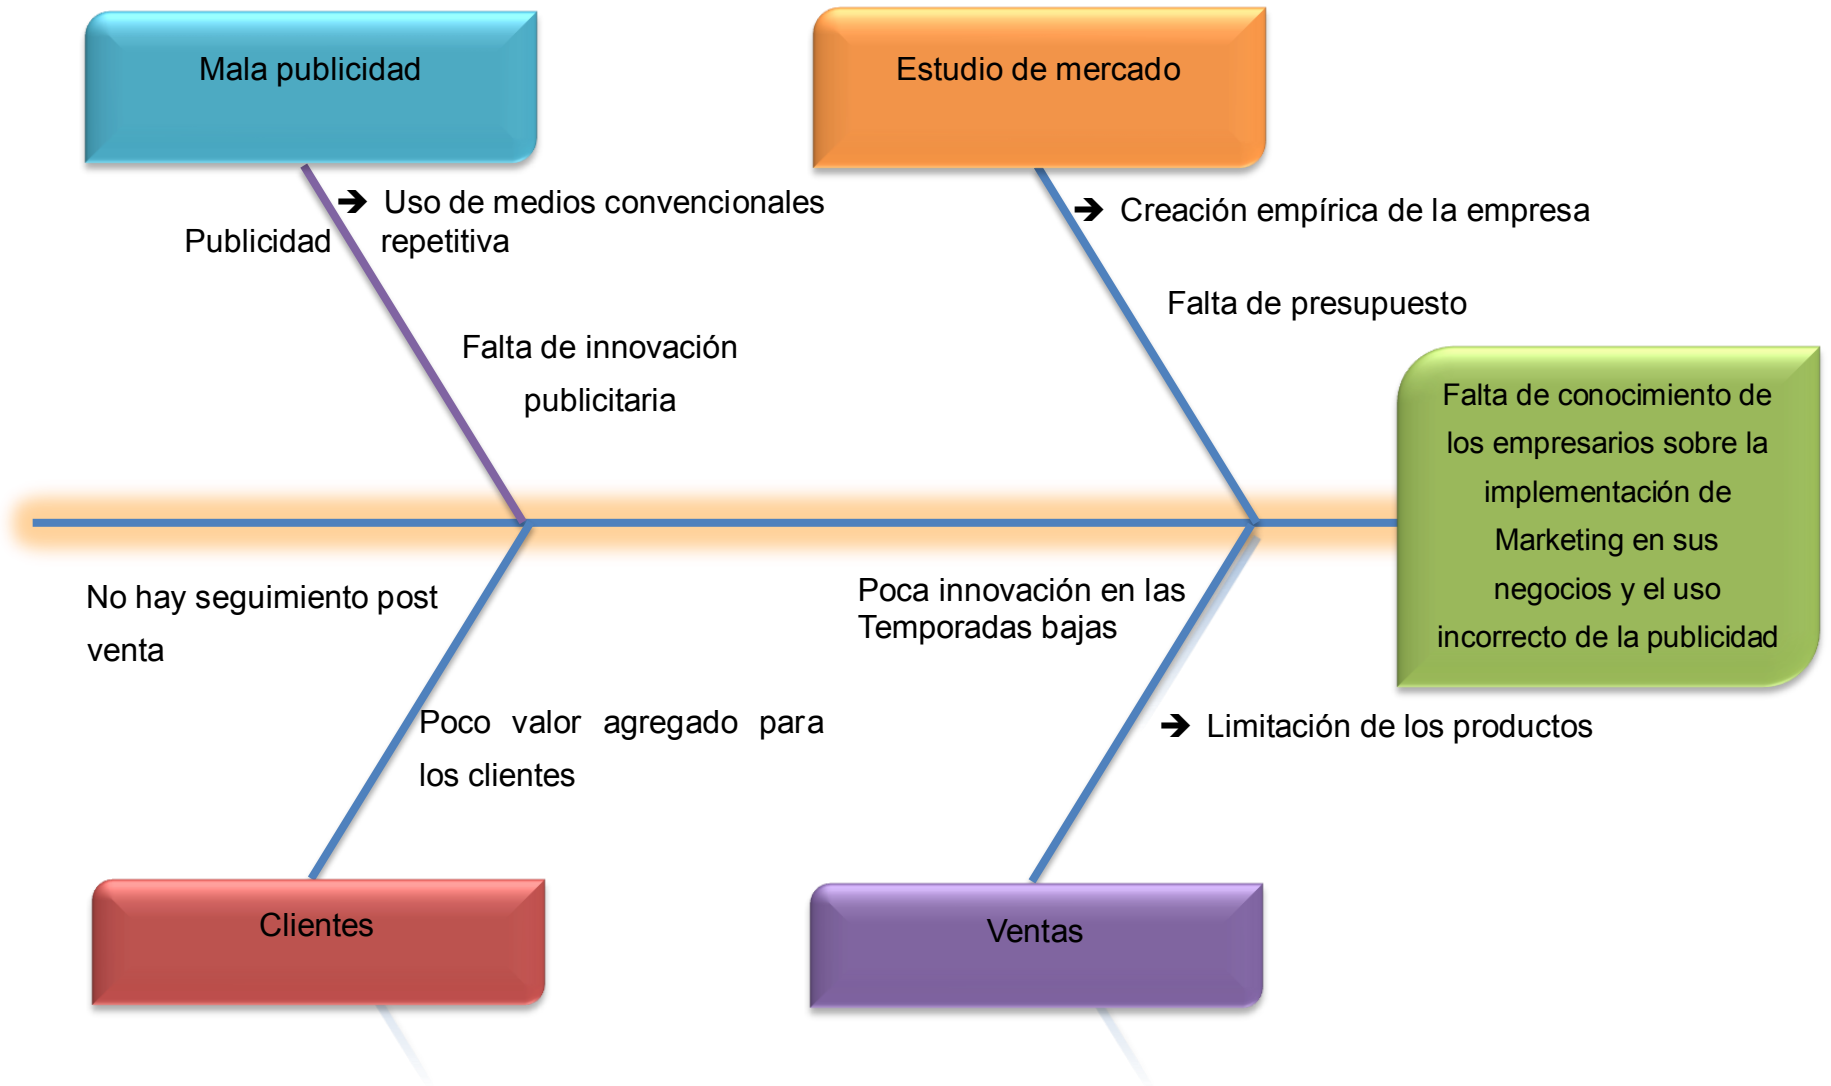 Mala publicidad
Estudio de mercado
➔ Uso de medios convencionales
Publicidad repetitiva
➔ Creación empírica de la empresa
Falta de presupuesto
Falta de innovación
publicitaria
Falta de conocimiento de
los empresarios sobre la
implementación de
Marketing en sus
negocios y el uso
incorrecto de la publicidad
No hay seguimiento post
venta
Poca innovación en las
Temporadas bajas
Poco valor agregado para
los clientes
➔ Limitación de los productos
Clientes
Ventas